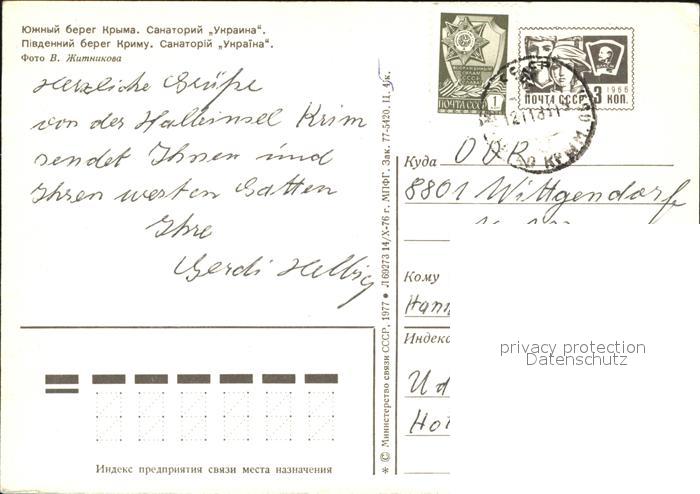 Южный берег Крыма. Санаторий „Украина“.
Південний берег Криму. Санаторій „Україна“.
Фото В. Житникова
Herzliche Grüße
von der Halbinsel Krim
sendet Ihnen und
Ihren werten Gatten
Ihre
Gerdi Helbig
© Министерство связи СССР, 1977 • Л 69273 14/X-76 г. МПФГ. Зак. 77-5420. П. 4/к.
ПОЧТА СССР 1
ПОЧТА СССР 3 КОП.
1966
Куда DDR
8801 Wittgendorf
Кому
Индекс
privacy protection
Datenschutz
Индекс предприятия связи места назначения